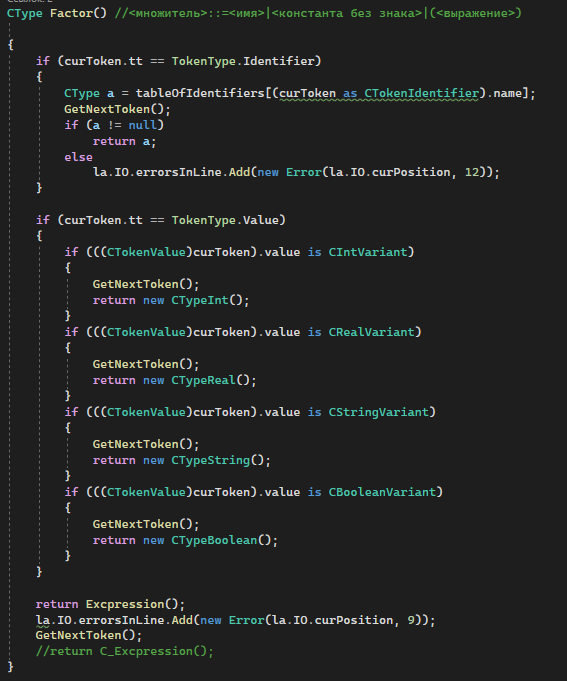 CType Factor() //<множитель>::=<имя>|<константа без знака>|(<выражение>)
{
if (curToken.tt == TokenType.Identifier)
{
CType a = tableOfIdentifiers[(curToken as CTokenIdentifier).name];
GetNextToken();
if (a != null)
return a;
else
la.IO.errorsInLine.Add(new Error(la.IO.curPosition, 12));
}
if (curToken.tt == TokenType.Value)
{
if (((CTokenValue)curToken).value is CIntVariant)
{
GetNextToken();
return new CTypeInt();
}
if (((CTokenValue)curToken).value is CRealVariant)
{
GetNextToken();
return new CTypeReal();
}
if (((CTokenValue)curToken).value is CStringVariant)
{
GetNextToken();
return new CTypeString();
}
if (((CTokenValue)curToken).value is CBooleanVariant)
{
GetNextToken();
return new CTypeBoolean();
}
}
return Excpression();
la.IO.errorsInLine.Add(new Error(la.IO.curPosition, 9));
GetNextToken();
//return C_Excpression();
}